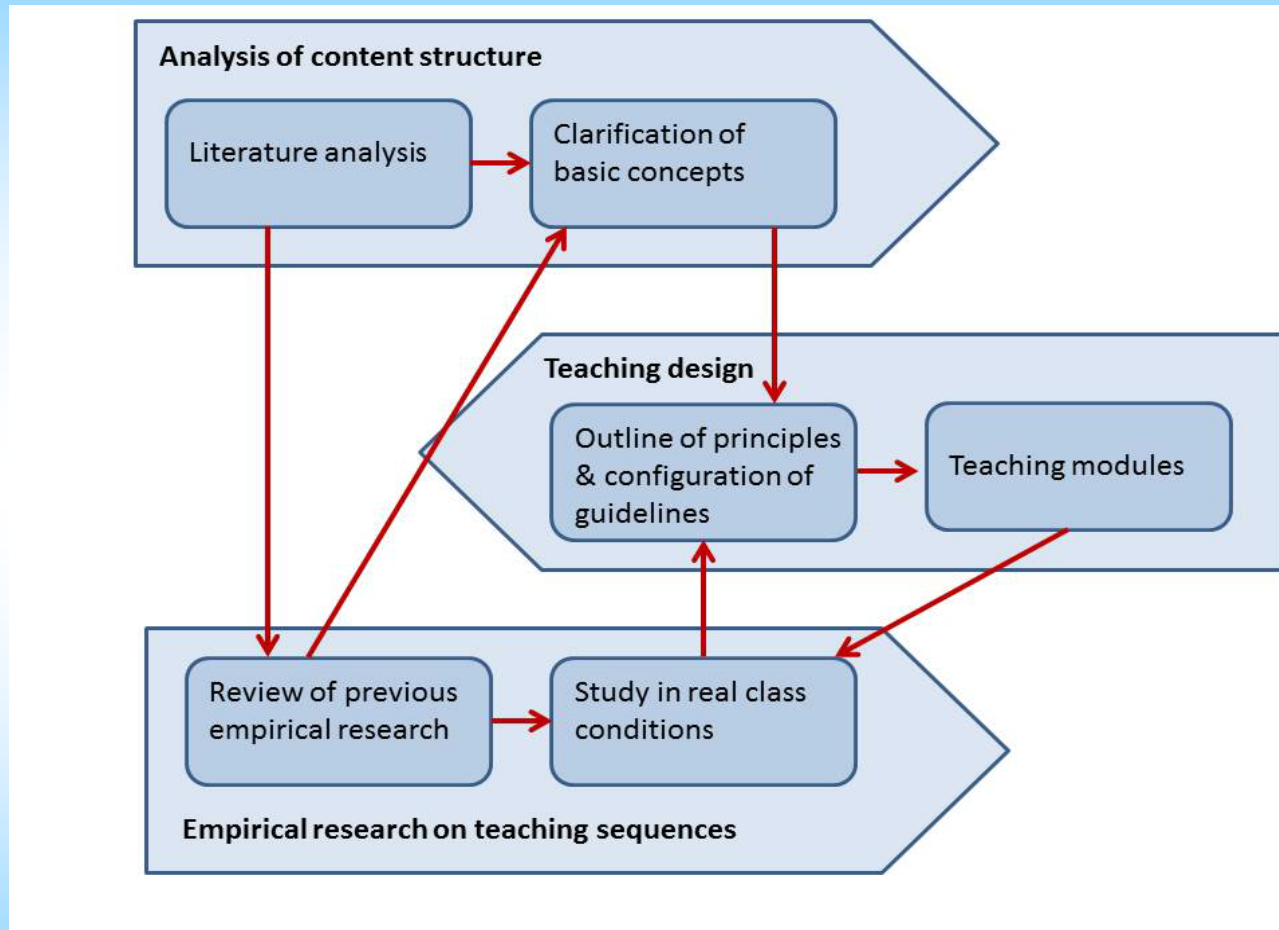 Analysis of content structure
Literature analysis
Clarification of
basic concepts
Teaching design
Outline of principles
& configuration of
guidelines
Teaching modules
Review of previous
empirical research
Study in real class
conditions
Empirical research on teaching sequences